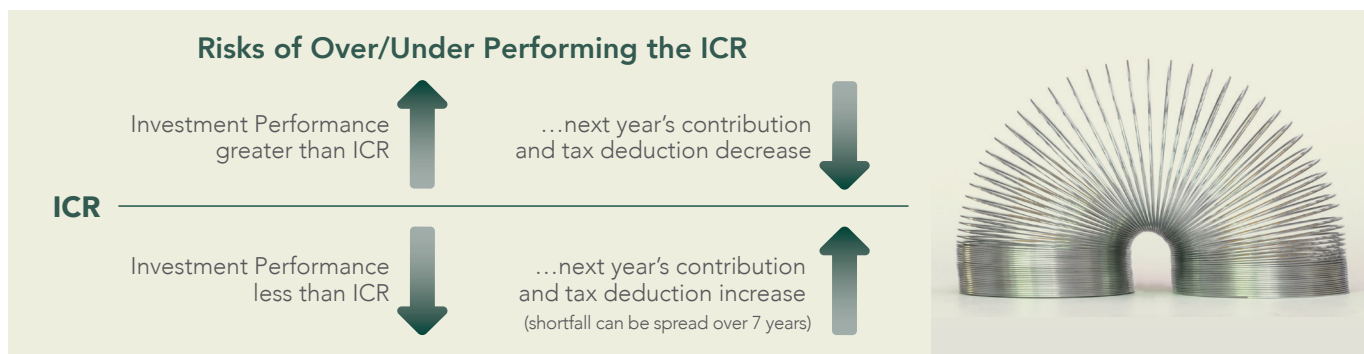 Risks of Over/Under Performing the ICR
Investment Performance
greater than ICR
…next year’s contribution
and tax deduction decrease
ICR
Investment Performance
less than ICR
…next year’s contribution
and tax deduction increase
(shortfall can be spread over 7 years)